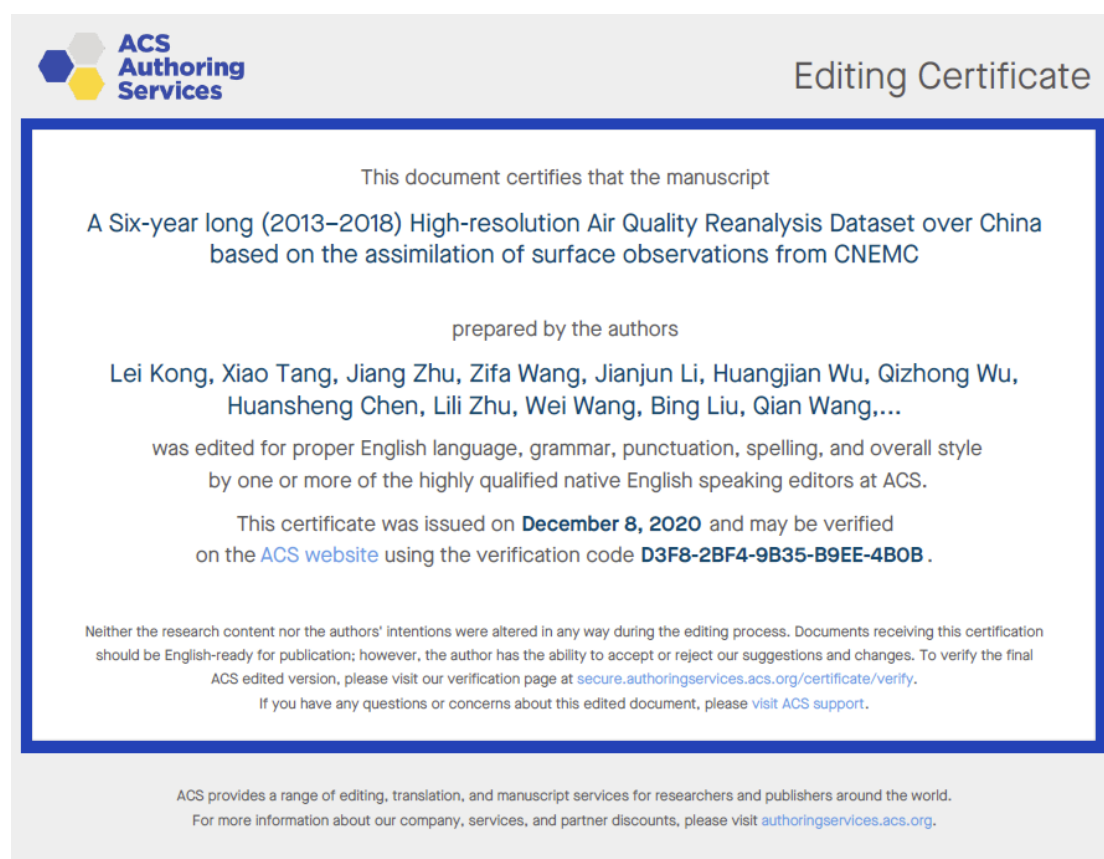 ACS
Authoring
Services
Editing Certificate
This document certifies that the manuscript
A Six-year long (2013–2018) High-resolution Air Quality Reanalysis Dataset over China
based on the assimilation of surface observations from CNEMC
prepared by the authors
Lei Kong, Xiao Tang, Jiang Zhu, Zifa Wang, Jianjun Li, Huangjian Wu, Qizhong Wu,
Huansheng Chen, Lili Zhu, Wei Wang, Bing Liu, Qian Wang,...
was edited for proper English language, grammar, punctuation, spelling, and overall style
by one or more of the highly qualified native English speaking editors at ACS.
This certificate was issued on December 8, 2020 and may be verified
on the ACS website using the verification code D3F8-2BF4-9B35-B9EE-4B0B.
Neither the research content nor the authors' intentions were altered in any way during the editing process. Documents receiving this certification
should be English-ready for publication; however, the author has the ability to accept or reject our suggestions and changes. To verify the final
ACS edited version, please visit our verification page at secure.authoringservices.acs.org/certificate/verify.
If you have any questions or concerns about this edited document, please visit ACS support.
ACS provides a range of editing, translation, and manuscript services for researchers and publishers around the world.
For more information about our company, services, and partner discounts, please visit authoringservices.acs.org.